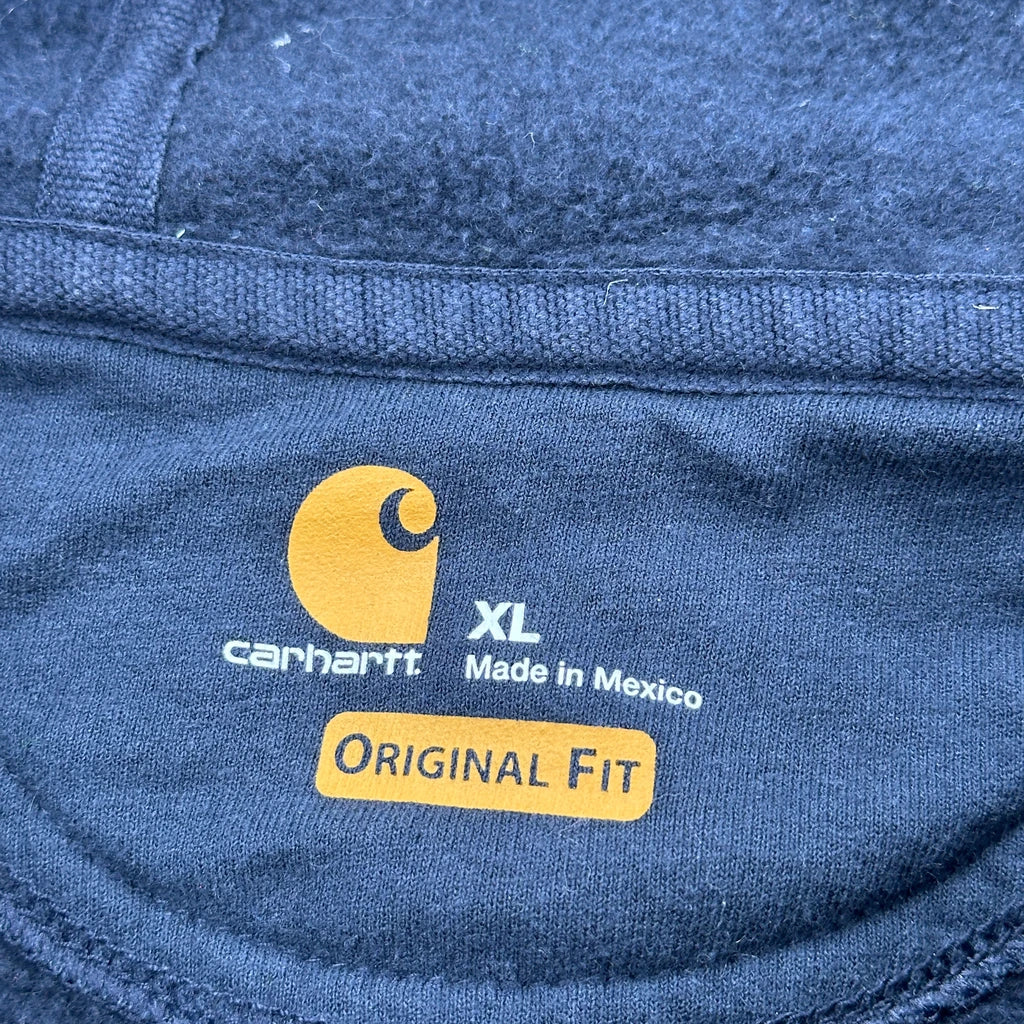 carhartt
XL
Made in Mexico
ORIGINAL FIT